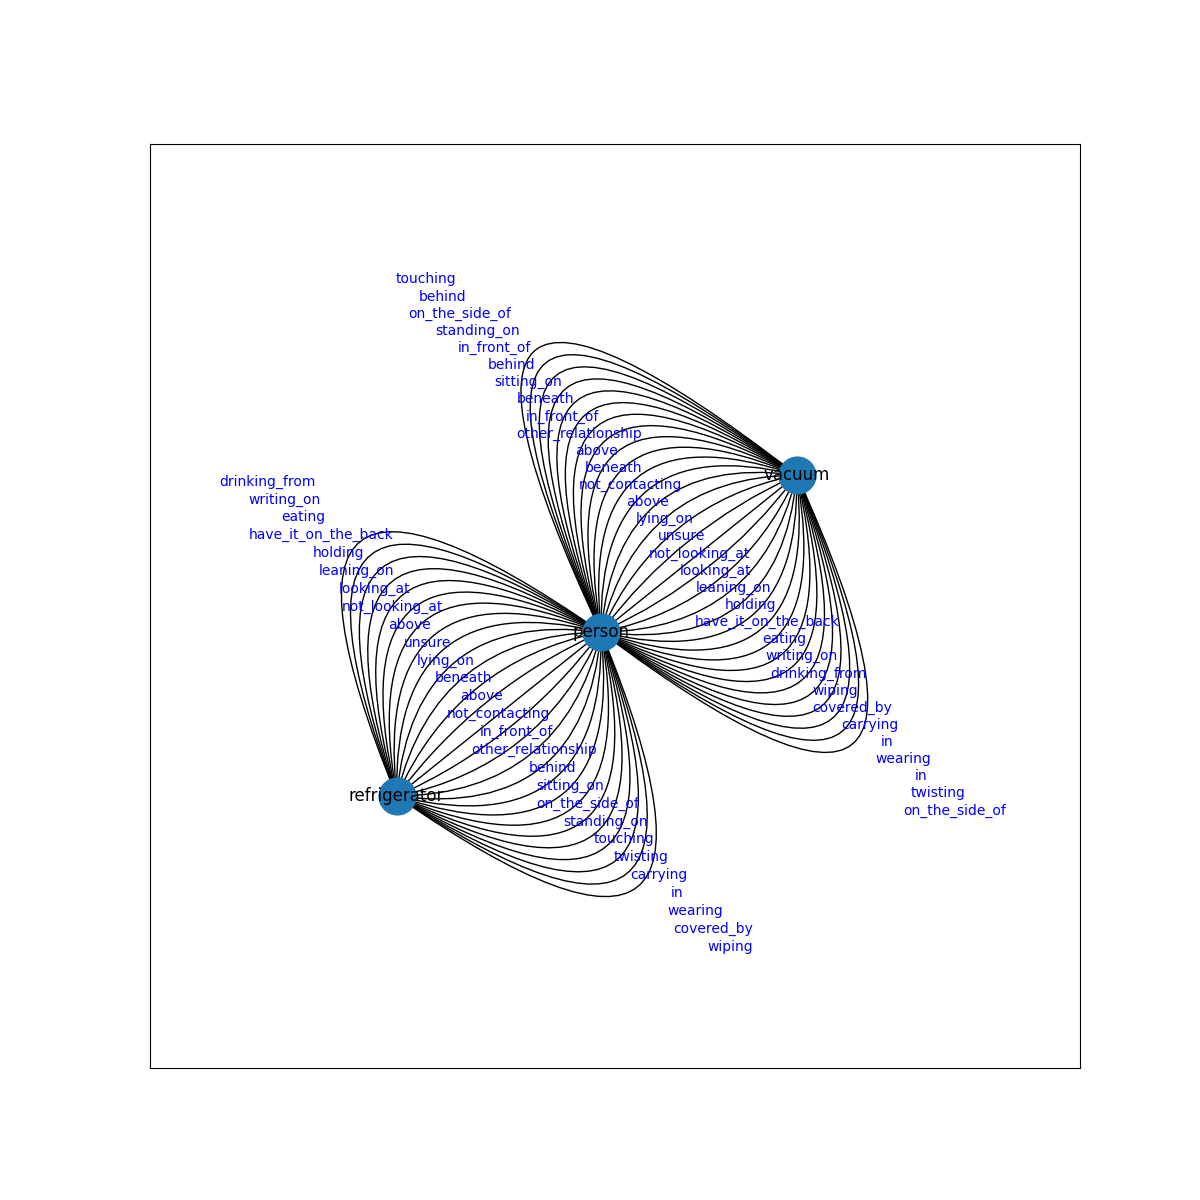 touching
behind
on_the_side_of
standing_on
in_front_of
behind
sitting_on
beneath
in_front_of
other_relationship
above
beneath
not_contacting
above
lying_on
unsure
not_looking_at
looking_at
leaning_on
holding
have_it_on_the_back
eating
writing_on
drinking_from
wiping
covered_by
carrying
in
wearing
in
twisting
on_the_side_of
vacuum
drinking_from
writing_on
eating
have_it_on_the_back
holding
leaning_on
looking_at
not_looking_at
above
unsure
lying_on
beneath
above
not_contacting
in_front_of
other_relationship
behind
sitting_on
on_the_side_of
standing_on
touching
twisting
carrying
in
wearing
covered_by
wiping
person
refrigerator